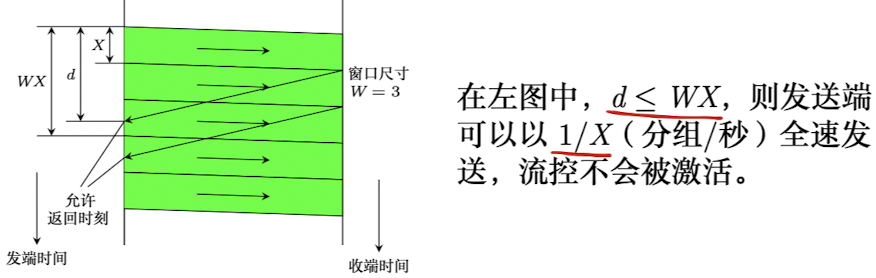 X
WX
d
窗口尺寸
W = 3
允许
返回时刻
发端时间
收端时间
在左图中，d ≤ WX，则发送端
可以以 1/X（分组/秒）全速发
送，流控不会被激活。